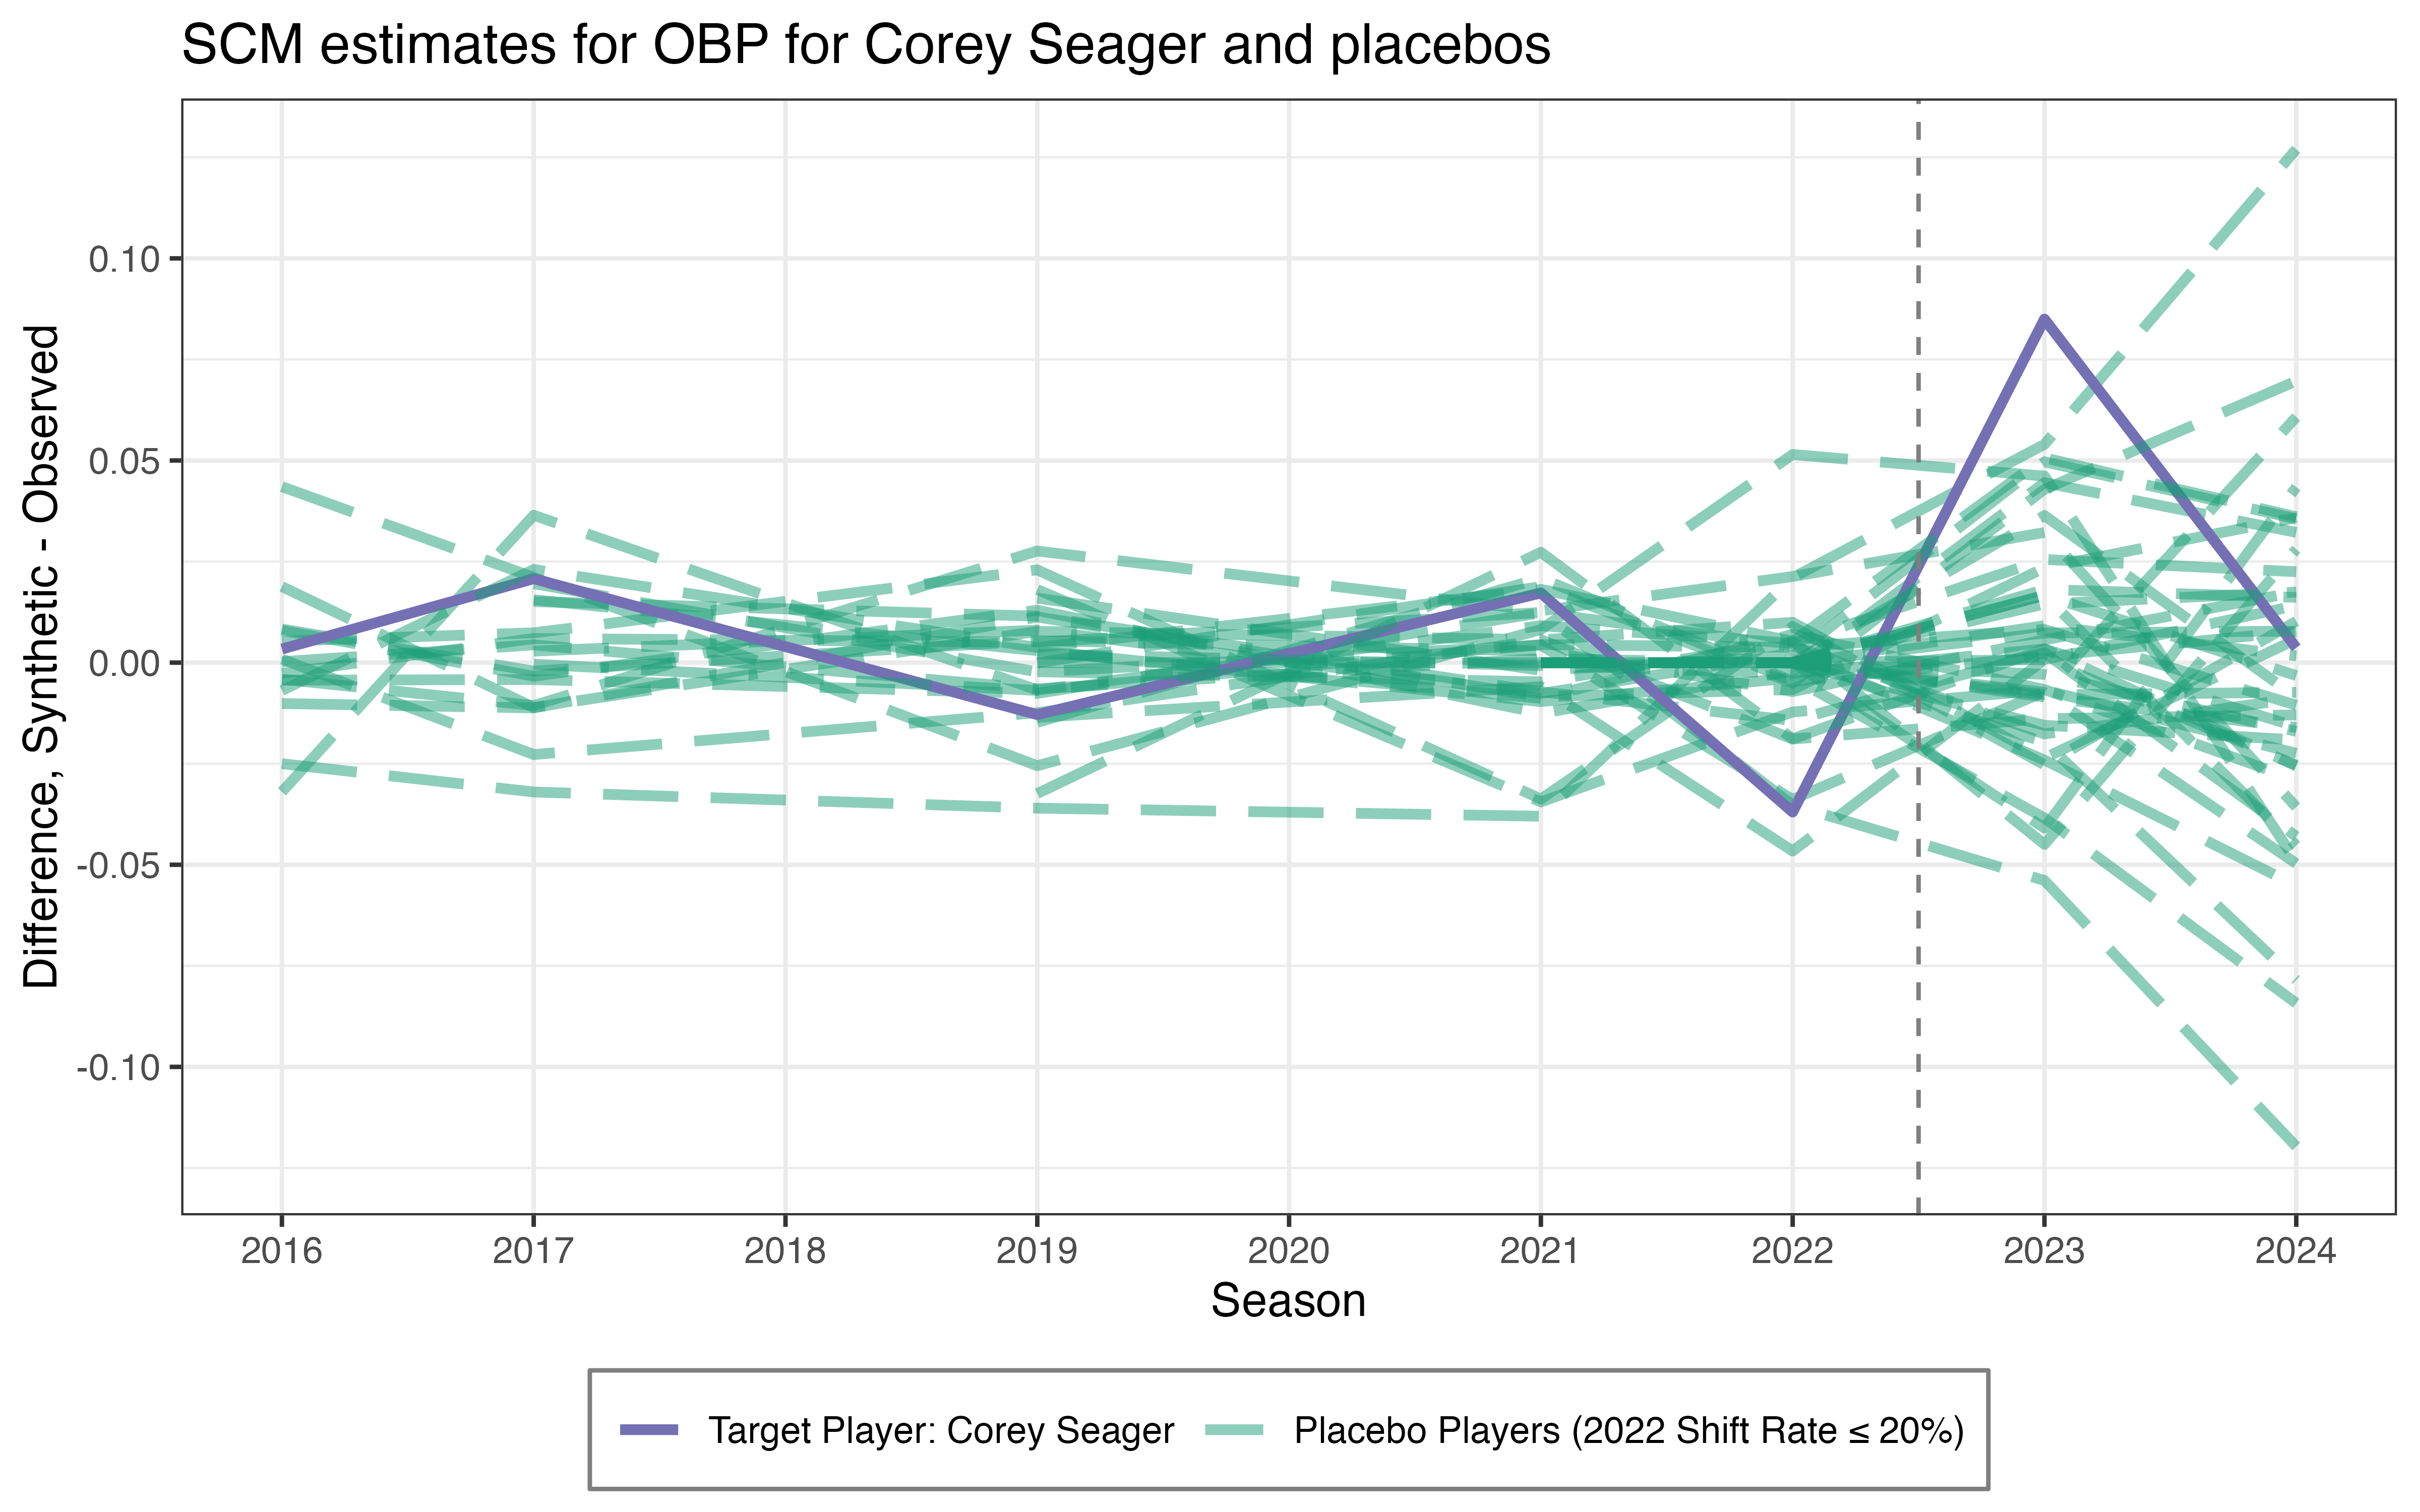 SCM estimates for OBP for Corey Seager and placebos
Difference, Synthetic - Observed
0.10
0.05
0.00
-0.05
-0.10
2016 2017 2018 2019 2020 2021 2022 2023 2024
Season
Target Player: Corey Seager Placebo Players (2022 Shift Rate ≤ 20%)